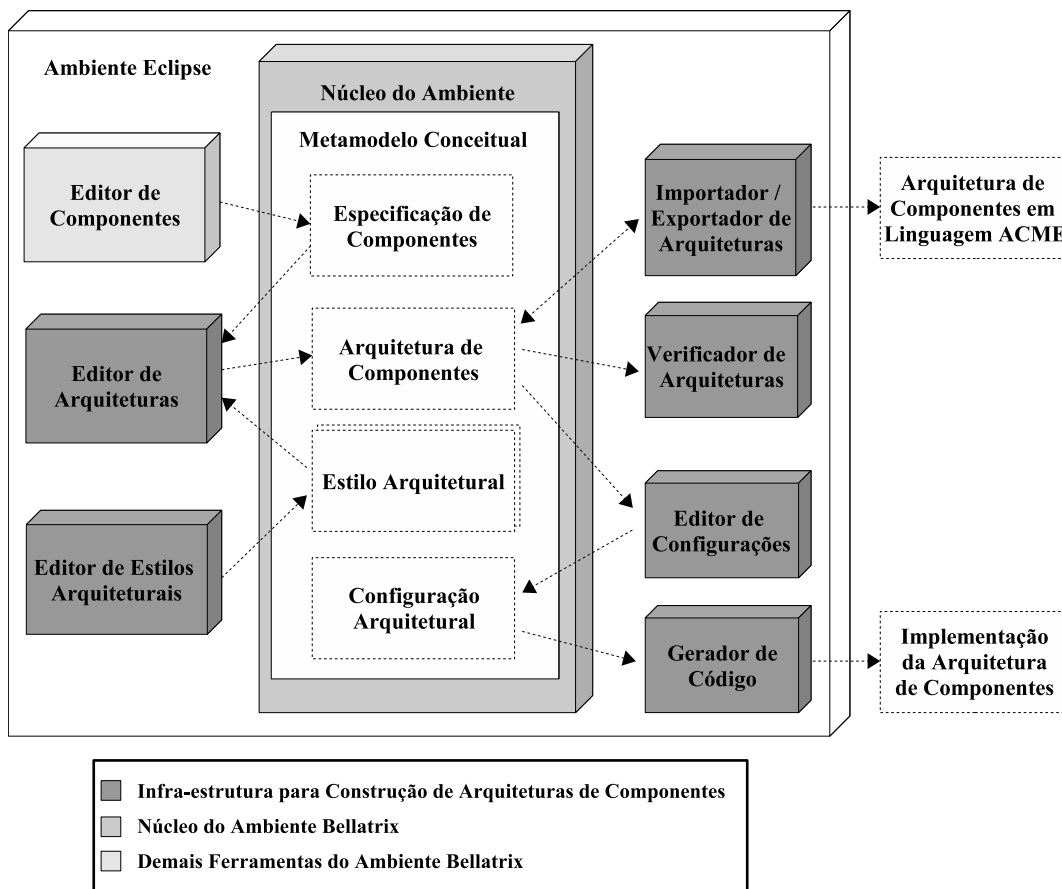 Ambiente Eclipse
Núcleo do Ambiente
Metamodelo Conceitual
Editor de
Componentes
Especificação de
Componentes
Importador /
Exportador de
Arquiteturas
Arquitetura de
Componentes em
Linguagem ACME
Editor de
Arquiteturas
Arquitetura de
Componentes
Verificador de
Arquiteturas
Estilo Arquitetural
Editor de Estilos
Arquiteturais
Editor de
Configurações
Configuração
Arquitetural
Gerador de
Código
Implementação
da Arquitetura
de Componentes
Infra-estrutura para Construção de Arquiteturas de Componentes
Núcleo do Ambiente Bellatrix
Demais Ferramentas do Ambiente Bellatrix